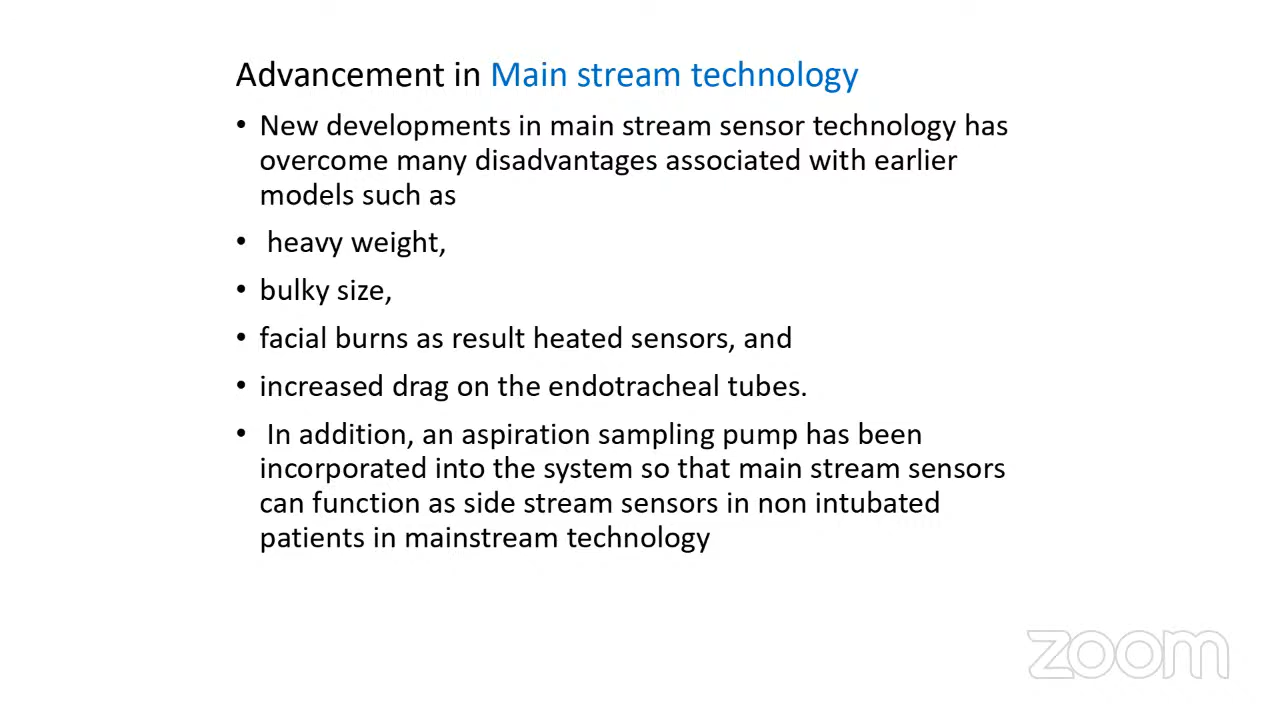 Advancement in Main stream technology
• New developments in main stream sensor technology has
overcome many disadvantages associated with earlier
models such as
• heavy weight,
• bulky size,
• facial burns as result heated sensors, and
• increased drag on the endotracheal tubes.
• In addition, an aspiration sampling pump has been
incorporated into the system so that main stream sensors
can function as side stream sensors in non intubated
patients in mainstream technology
zoom